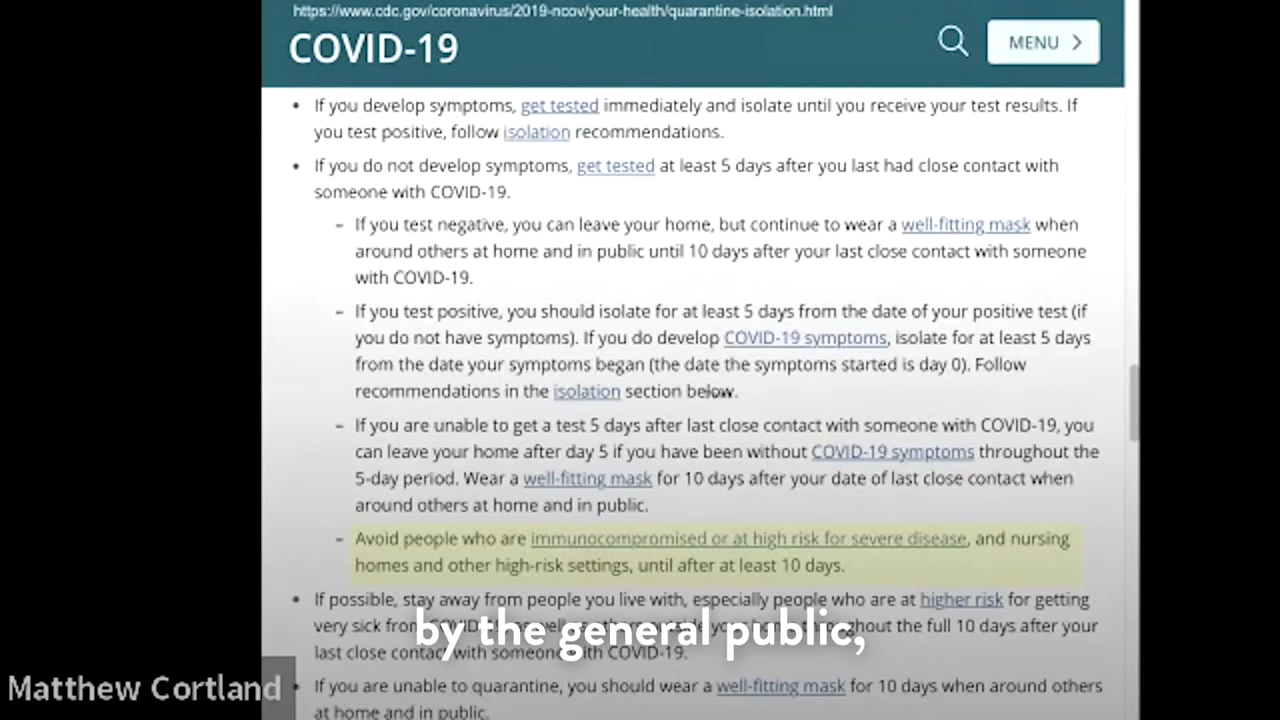 https://www.cdc.gov/coronavirus/2019-ncov/your-health/quarantine-isolation.html
COVID-19
MENU
• If you develop symptoms, get tested immediately and isolate until you receive your test results. If
you test positive, follow isolation recommendations.
• If you do not develop symptoms, get tested at least 5 days after you last had close contact with
someone with COVID-19.
– If you test negative, you can leave your home, but continue to wear a well-fitting mask when
around others at home and in public until 10 days after your last close contact with someone
with COVID-19.
– If you test positive, you should isolate for at least 5 days from the date of your positive test (if
you do not have symptoms). If you do develop COVID-19 symptoms, isolate for at least 5 days
from the date your symptoms began (the date the symptoms started is day 0). Follow
recommendations in the isolation section below.
– If you are unable to get a test 5 days after last close contact with someone with COVID-19, you
can leave your home after day 5 if you have been without COVID-19 symptoms throughout the
5-day period. Wear a well-fitting mask for 10 days after your date of last close contact when
around others at home and in public.
– Avoid people who are immunocompromised or at high risk for severe disease, and nursing
homes and other high-risk settings, until after at least 10 days.
• If possible, stay away from people you live with, especially people who are at higher risk for getting
very sick from throughout the full 10 days after your
by the general public,
last close contact with someone with COVID-19.
Matthew Cortland
• If you are unable to quarantine, you should wear a well-fitting mask for 10 days when around others
at home and in public.